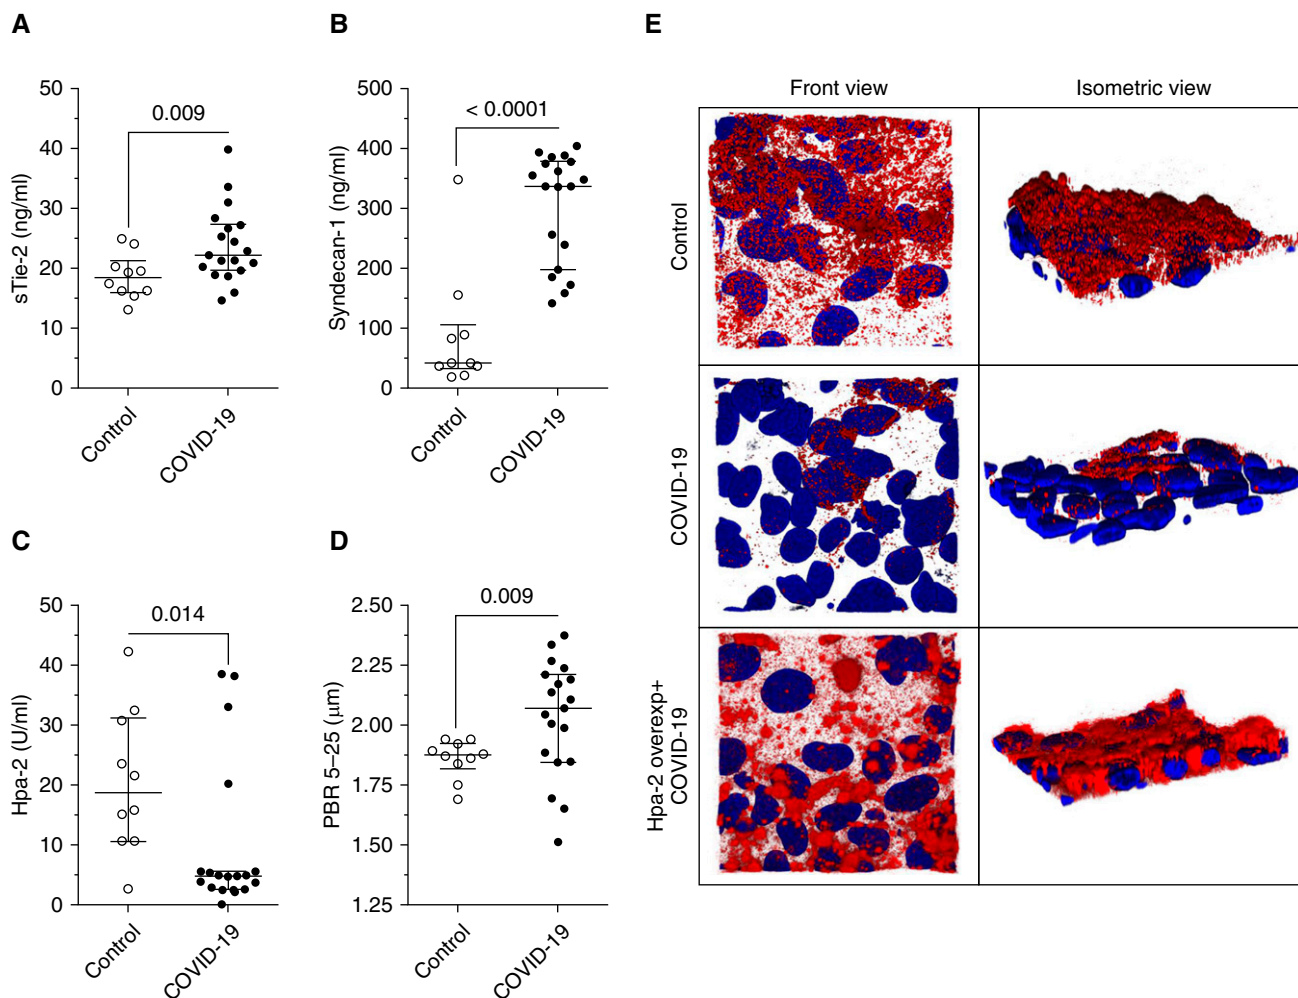 A
B
E
50
40
30
20
10
0
sTie-2 (ng/ml)
0.009
Control
COVID-19
500
400
300
200
100
0
Syndecan-1 (ng/ml)
< 0.0001
Control
COVID-19
Front view
Isometric view
Control
COVID-19
Hpa-2 overexp+
COVID-19
C
D
50
40
30
20
10
0
Hpa-2 (U/ml)
0.014
Control
COVID-19
2.50
2.25
2.00
1.75
1.50
1.25
PBR 5–25 (μm)
0.009
Control
COVID-19